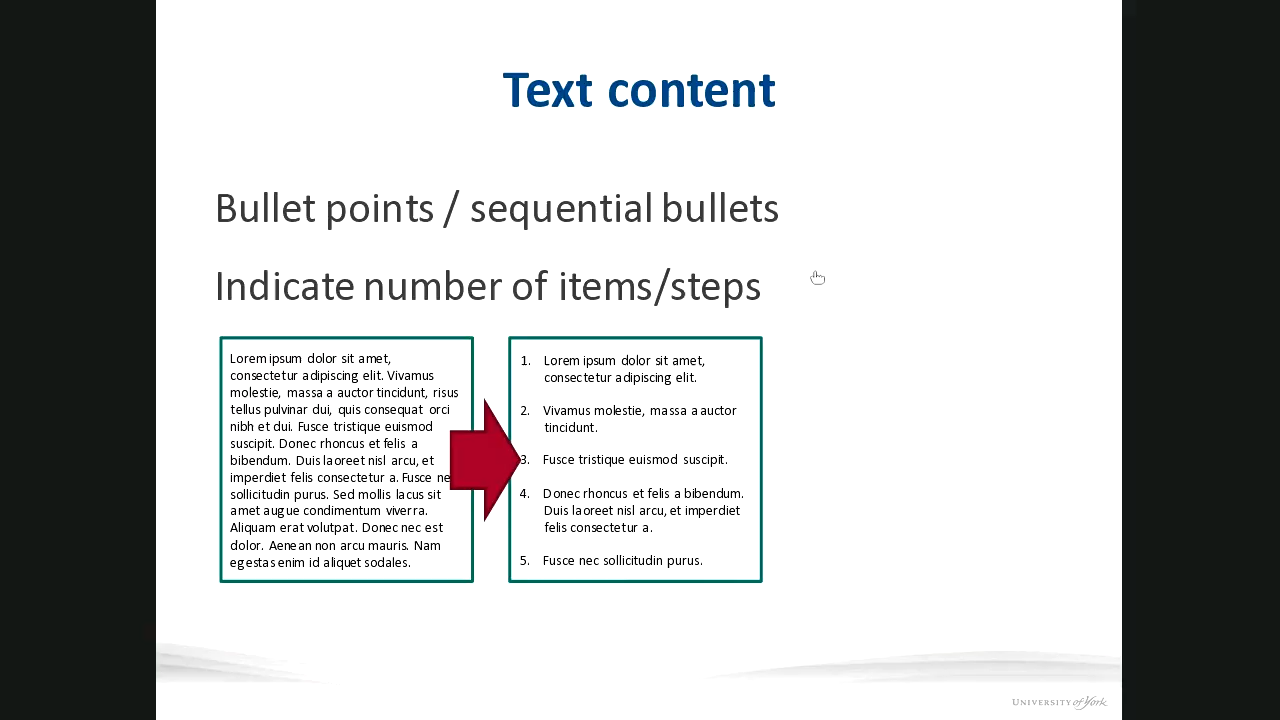 Text content
Bullet points / sequential bullets
Indicate number of items/steps
Lorem ipsum dolor sit amet,
consectetur adipiscing elit. Vivamus
molestie, massa a auctor tincidunt, risus
tellus pulvinar dui, quis consequat orci
nibh et dui. Fusce tristique euismod
suscipit. Donec rhoncus et felis a
bibendum. Duis laoreet nisl arcu, et
imperdiet felis consectetur a. Fusce
sollicitudin purus. Sed mollis lacus sit
amet augue condimentum viverra.
Aliquam erat volutpat. Donec nec est
dolor. Aenean non arcu mauris. Nam
egestas enim id aliquet sodales.
1. Lorem ipsum dolor sit amet,
consectetur adipiscing elit.
2. Vivamus molestie, massa a auctor
tincidunt.
3. Fusce tristique euismod suscipit.
4. Donec rhoncus et felis a bibendum.
Duis laoreet nisl arcu, et imperdiet
felis consectetur a.
5. Fusce nec sollicitudin purus.
UNIVERSITY of York